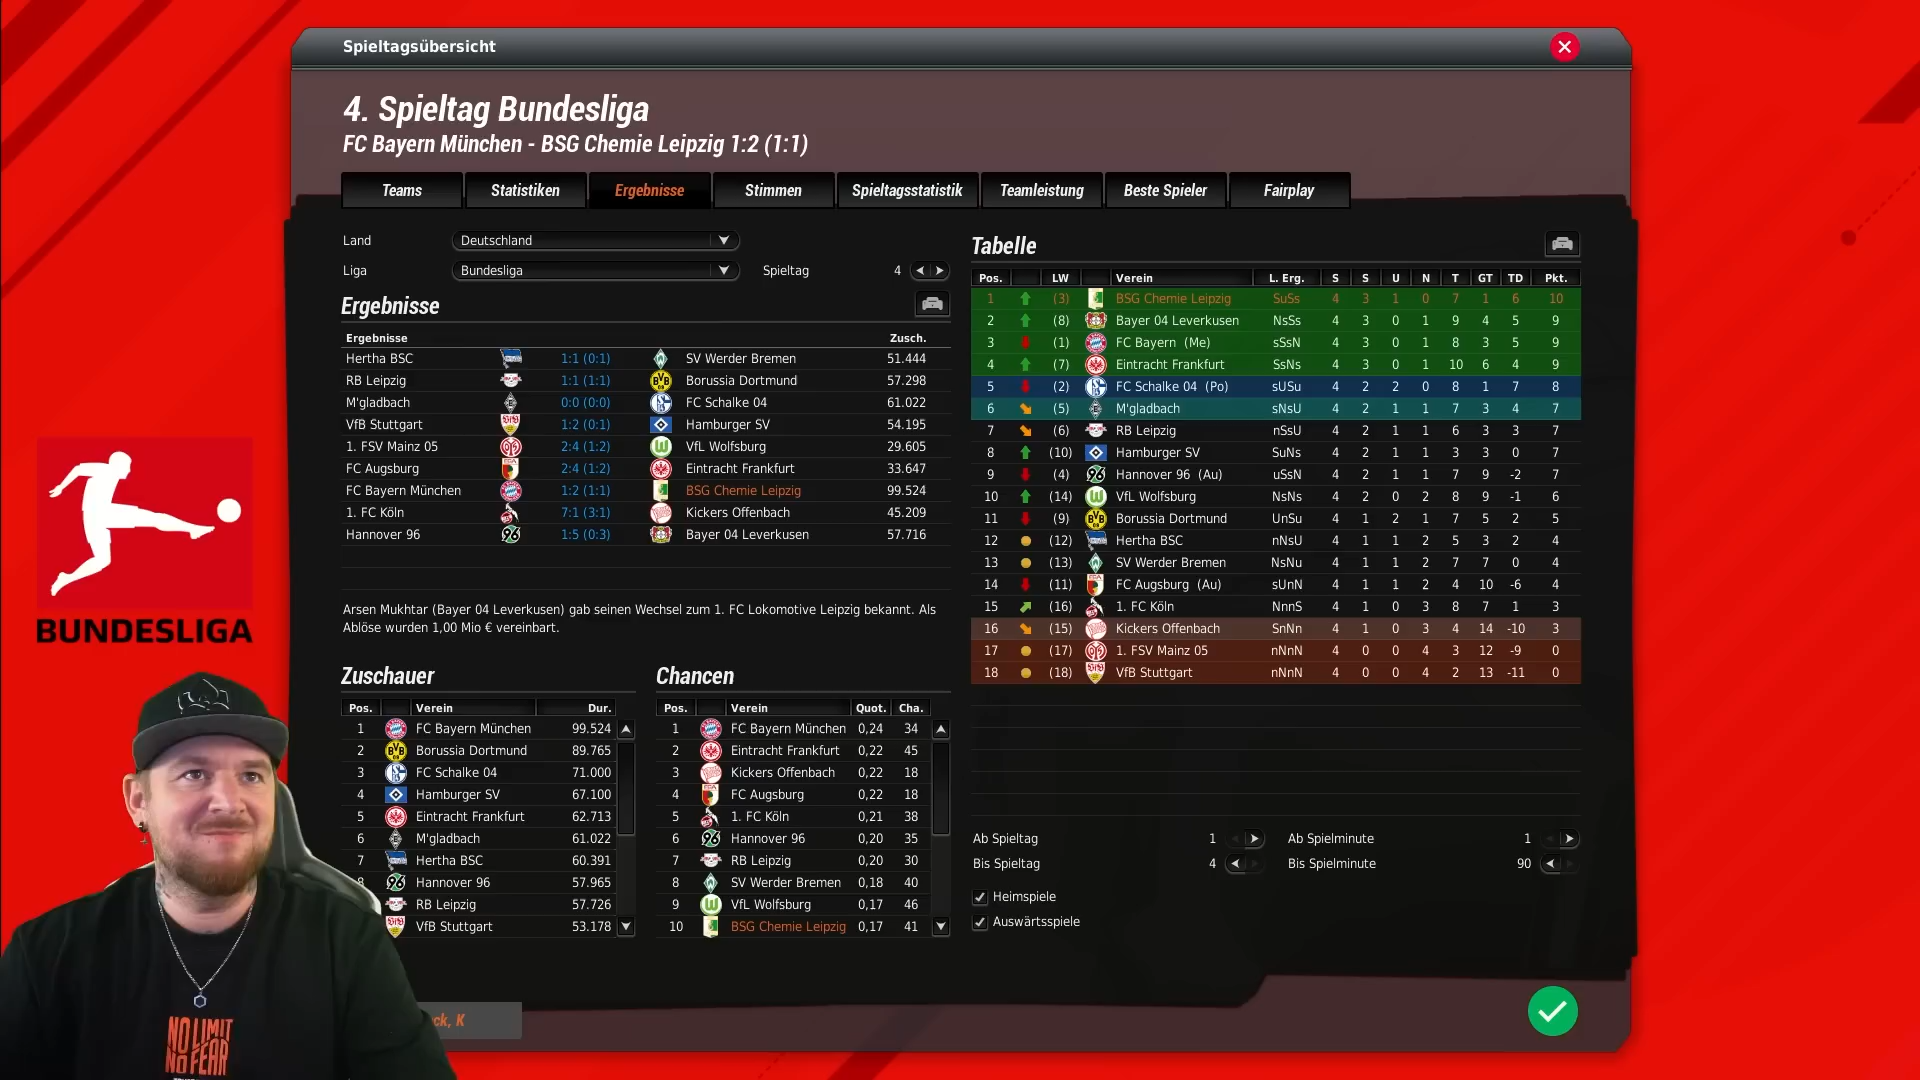 Spieltagsübersicht
4. Spieltag Bundesliga
FC Bayern München - BSG Chemie Leipzig 1:2 (1:1)
Teams Statistiken Ergebnisse Stimmen Spieltagsstatistik Teamleistung Beste Spieler Fairplay
Land Deutschland
Liga Bundesliga Spieltag 4
Ergebnisse
Ergebnisse Zusch.
Hertha BSC 1:1 (0:1) SV Werder Bremen 51.444
RB Leipzig 1:1 (1:1) Borussia Dortmund 57.298
M'gladbach 0:0 (0:0) FC Schalke 04 61.022
VfB Stuttgart 1:2 (0:1) Hamburger SV 54.195
1. FSV Mainz 05 2:4 (1:2) VfL Wolfsburg 29.605
FC Augsburg 2:4 (1:2) Eintracht Frankfurt 33.647
FC Bayern München 1:2 (1:1) BSG Chemie Leipzig 99.524
1. FC Köln 7:1 (3:1) Kickers Offenbach 45.209
Hannover 96 1:5 (0:3) Bayer 04 Leverkusen 57.716
Arsen Mukhtar (Bayer 04 Leverkusen) gab seinen Wechsel zum 1. FC Lokomotive Leipzig bekannt. Als
Ablöse wurden 1,00 Mio € vereinbart.
Zuschauer
Pos. Verein Dur.
1 FC Bayern München 99.524
2 Borussia Dortmund 89.765
3 FC Schalke 04 71.000
4 Hamburger SV 67.100
5 Eintracht Frankfurt 62.713
6 M'gladbach 61.022
7 Hertha BSC 60.391
8 Hannover 96 57.965
RB Leipzig 57.726
VfB Stuttgart 53.178
Chancen
Pos. Verein Quot. Cha.
1 FC Bayern München 0,24 34
2 Eintracht Frankfurt 0,22 45
3 Kickers Offenbach 0,22 18
4 FC Augsburg 0,22 18
5 1. FC Köln 0,21 38
6 Hannover 96 0,20 35
7 RB Leipzig 0,20 30
8 SV Werder Bremen 0,18 40
9 VfL Wolfsburg 0,17 46
10 BSG Chemie Leipzig 0,17 41
Tabelle
Pos. LW Verein L. Erg. S S U N T GT TD Pkt.
1 (3) BSG Chemie Leipzig SuSs 4 3 1 0 7 1 6 10
2 (8) Bayer 04 Leverkusen NsSs 4 3 0 1 9 4 5 9
3 (1) FC Bayern (Me) sSsN 4 3 0 1 8 3 5 9
4 (7) Eintracht Frankfurt SsNs 4 3 0 1 10 6 4 9
5 (2) FC Schalke 04 (Po) sUSu 4 2 2 0 8 1 7 8
6 (5) M'gladbach sNsU 4 2 1 1 7 3 4 7
7 (6) RB Leipzig nSsU 4 2 1 1 6 3 3 7
8 (10) Hamburger SV SuNs 4 2 1 1 3 3 0 7
9 (4) Hannover 96 (Au) uSsN 4 2 1 1 7 9 -2 7
10 (14) VfL Wolfsburg NsNs 4 2 0 2 8 9 -1 6
11 (9) Borussia Dortmund UnSu 4 1 2 1 7 5 2 5
12 (12) Hertha BSC nNsU 4 1 1 2 5 3 2 4
13 (13) SV Werder Bremen NsNu 4 1 1 2 7 7 0 4
14 (11) FC Augsburg (Au) sUnN 4 1 1 2 4 10 -6 4
15 (16) 1. FC Köln NnnS 4 1 0 3 8 7 1 3
16 (15) Kickers Offenbach SnNn 4 1 0 3 4 14 -10 3
17 (17) 1. FSV Mainz 05 nNnN 4 0 0 4 3 12 -9 0
18 (18) VfB Stuttgart nNnN 4 0 0 4 2 13 -11 0
Ab Spieltag 1 Ab Spielminute 1
Bis Spieltag 4 Bis Spielminute 90
Heimspiele
Auswärtsspiele
BUNDESLIGA
ck, K
NO LIMIT
NO FEAR